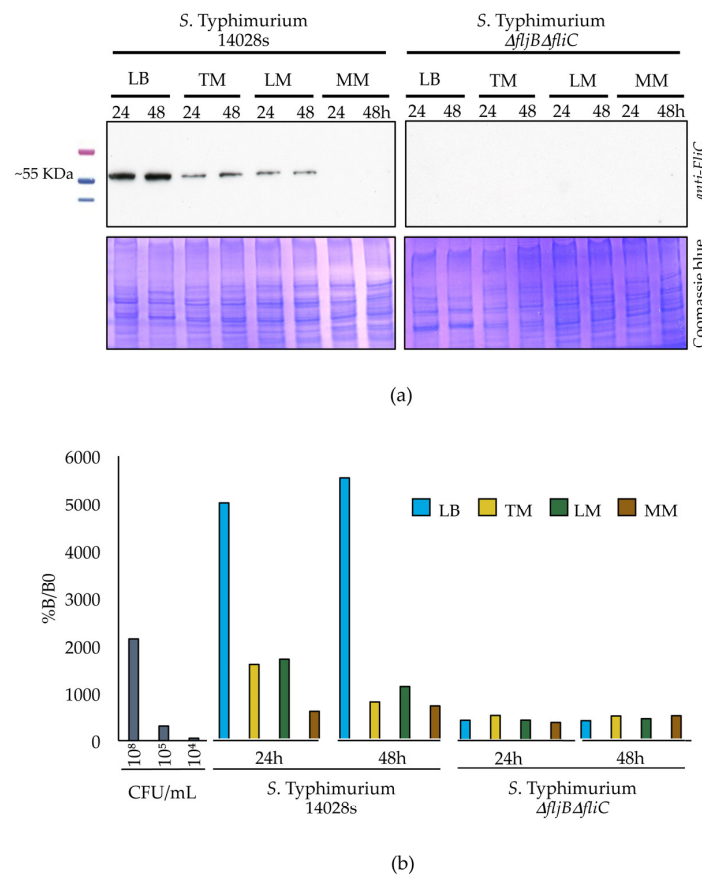 S. Typhimurium
14028s
S. Typhimurium
ΔfljBΔfliC
LB TM LM MM LB TM LM MM
24 48 24 48 24 48 24 48h 24 48 24 48 24 48 24 48h
~55 KDa
anti-FliC
Coomassie blue
(a)
6000
5000
4000
3000
2000
1000
0
%B/B0
LB TM LM MM
10⁸ 10⁵ 10⁴
24h 48h 24h 48h
CFU/mL
S. Typhimurium
14028s
S. Typhimurium
ΔfljBΔfliC
(b)